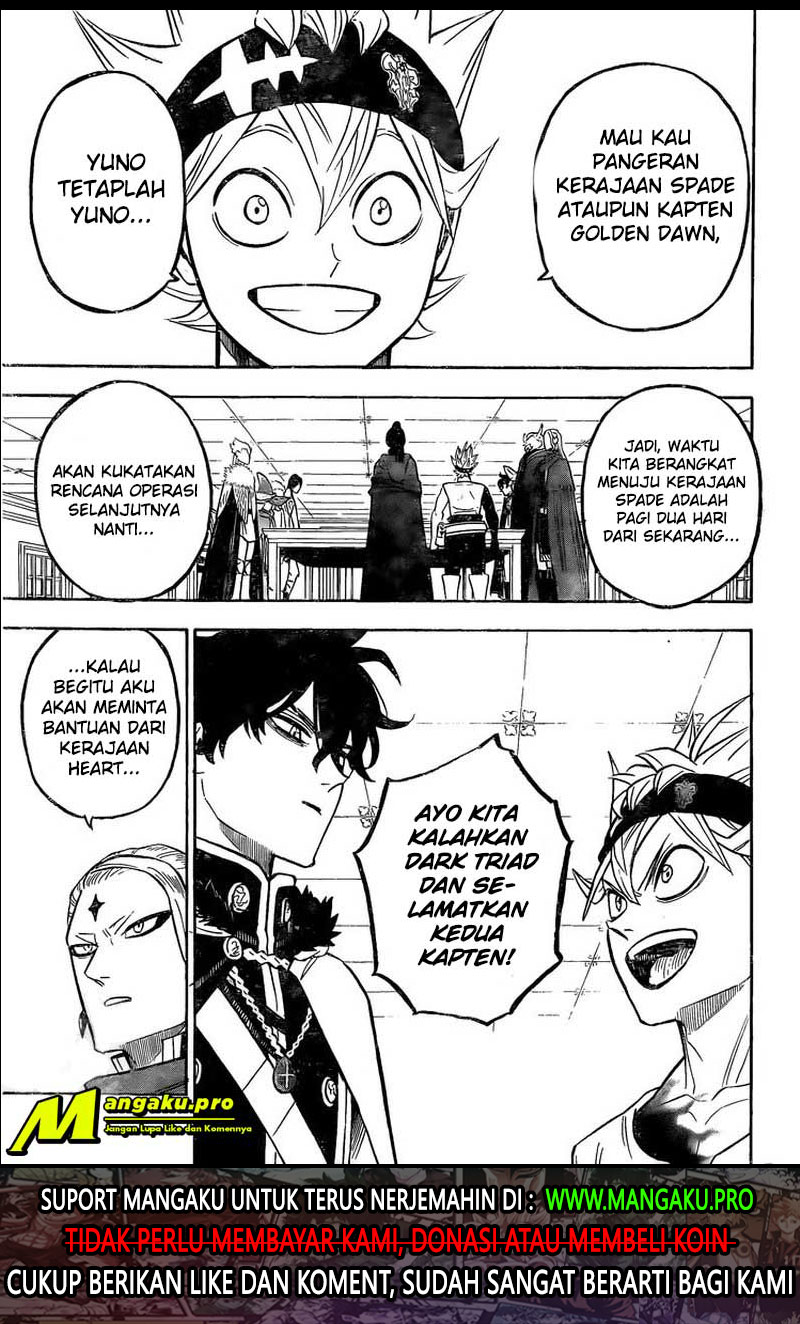 MAU KAU
PANGERAN
KERAJAAN SPADE
ATAUPUN KAPTEN
GOLDEN DAWN,
YUNO
TETAPLAH
YUNO...
JADI, WAKTU
KITA BERANGKAT
MENUJU KERAJAAN
SPADE ADALAH
PAGI DUA HARI
DARI SEKARANG...
AKAN KUKATAKAN
RENCANA OPERASI
SELANJUTNYA
NANTI...
AYO KITA
KALAHKAN
DARK TRIAD
DAN SE-
LAMATKAN
KEDUA
KAPTEN!
...KALAU
BEGITU AKU
AKAN MEMINTA
BANTUAN DARI
KERAJAAN
HEART...
Mangaku.pro
Jangan Lupa Like dan Komennya
SUPORT MANGAKU UNTUK TERUS NERJEMAHIN DI : WWW.MANGAKU.PRO
TIDAK PERLU MEMBAYAR KAMI, DONASI ATAU MEMBELI KOIN
CUKUP BERIKAN LIKE DAN KOMENT, SUDAH SANGAT BERARTI BAGI KAMI